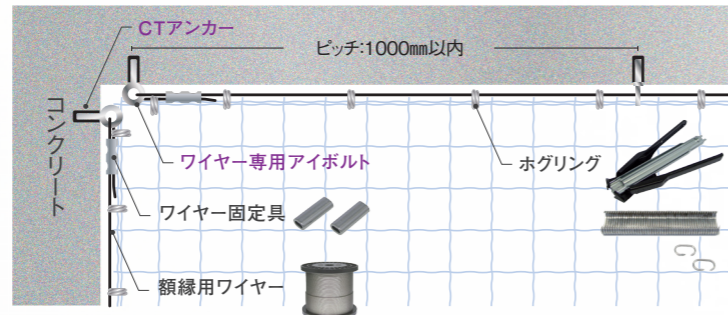 CTアンカー
ピッチ:1000mm以内
コンクリート
ワイヤー専用アイボルト
ホグリング
ワイヤー固定具
額縁用ワイヤー